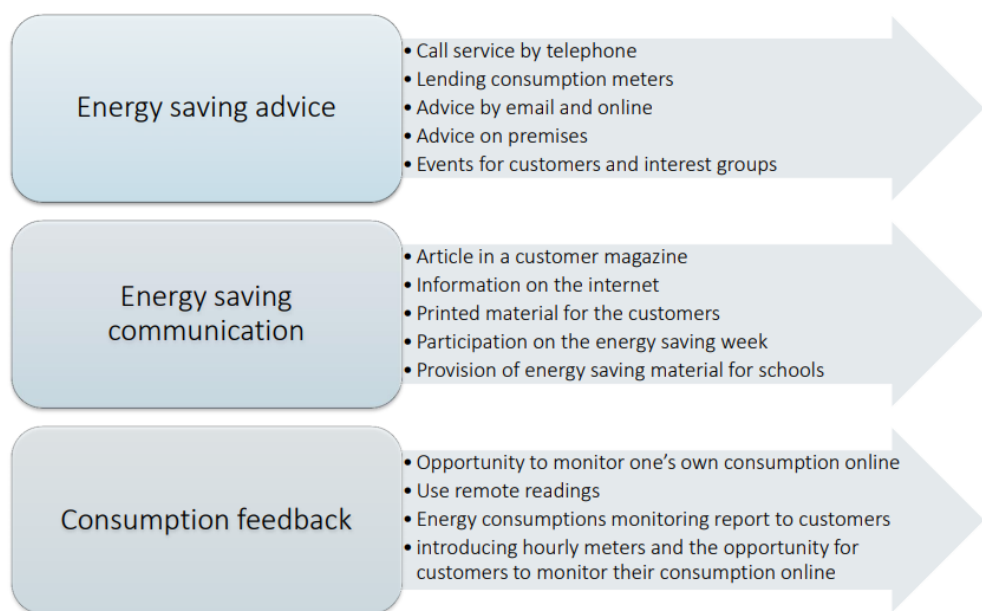 Energy saving advice
• Call service by telephone
• Lending consumption meters
• Advice by email and online
• Advice on premises
• Events for customers and interest groups
Energy saving
communication
• Article in a customer magazine
• Information on the internet
• Printed material for the customers
• Participation on the energy saving week
• Provision of energy saving material for schools
Consumption feedback
• Opportunity to monitor one’s own consumption online
• Use remote readings
• Energy consumptions monitoring report to customers
• introducing hourly meters and the opportunity for
customers to monitor their consumption online